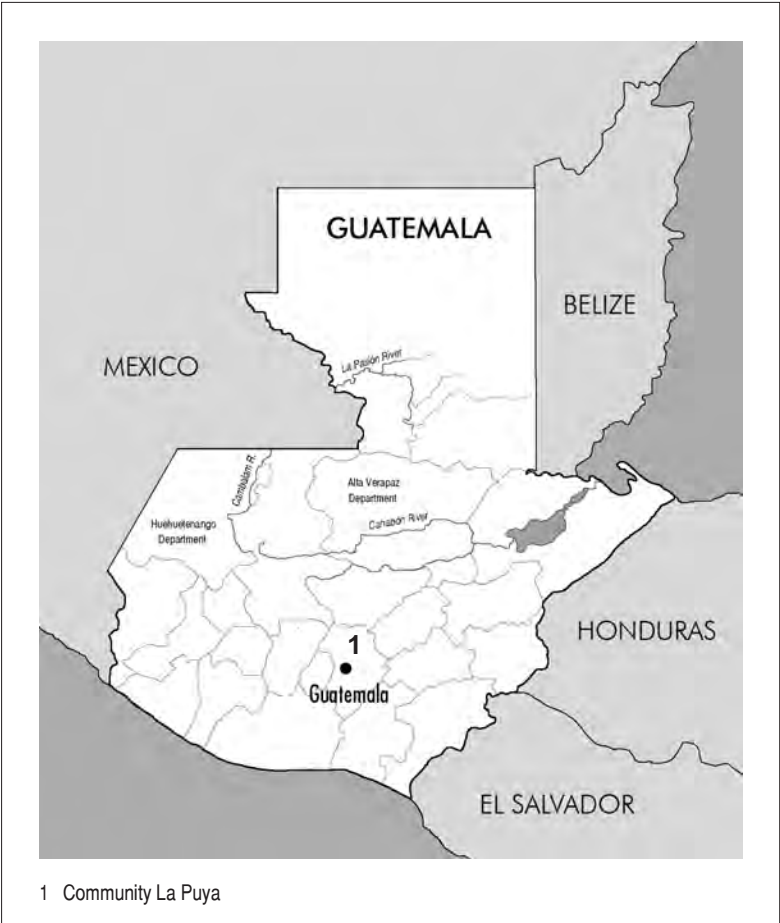 GUATEMALA
BELIZE
MEXICO
La Pasión River
Cambalam R.
Alta Verapaz
Department
Cahabón River
Huehuetenango
Department
HONDURAS
1
Guatemala
EL SALVADOR
1 Community La Puya